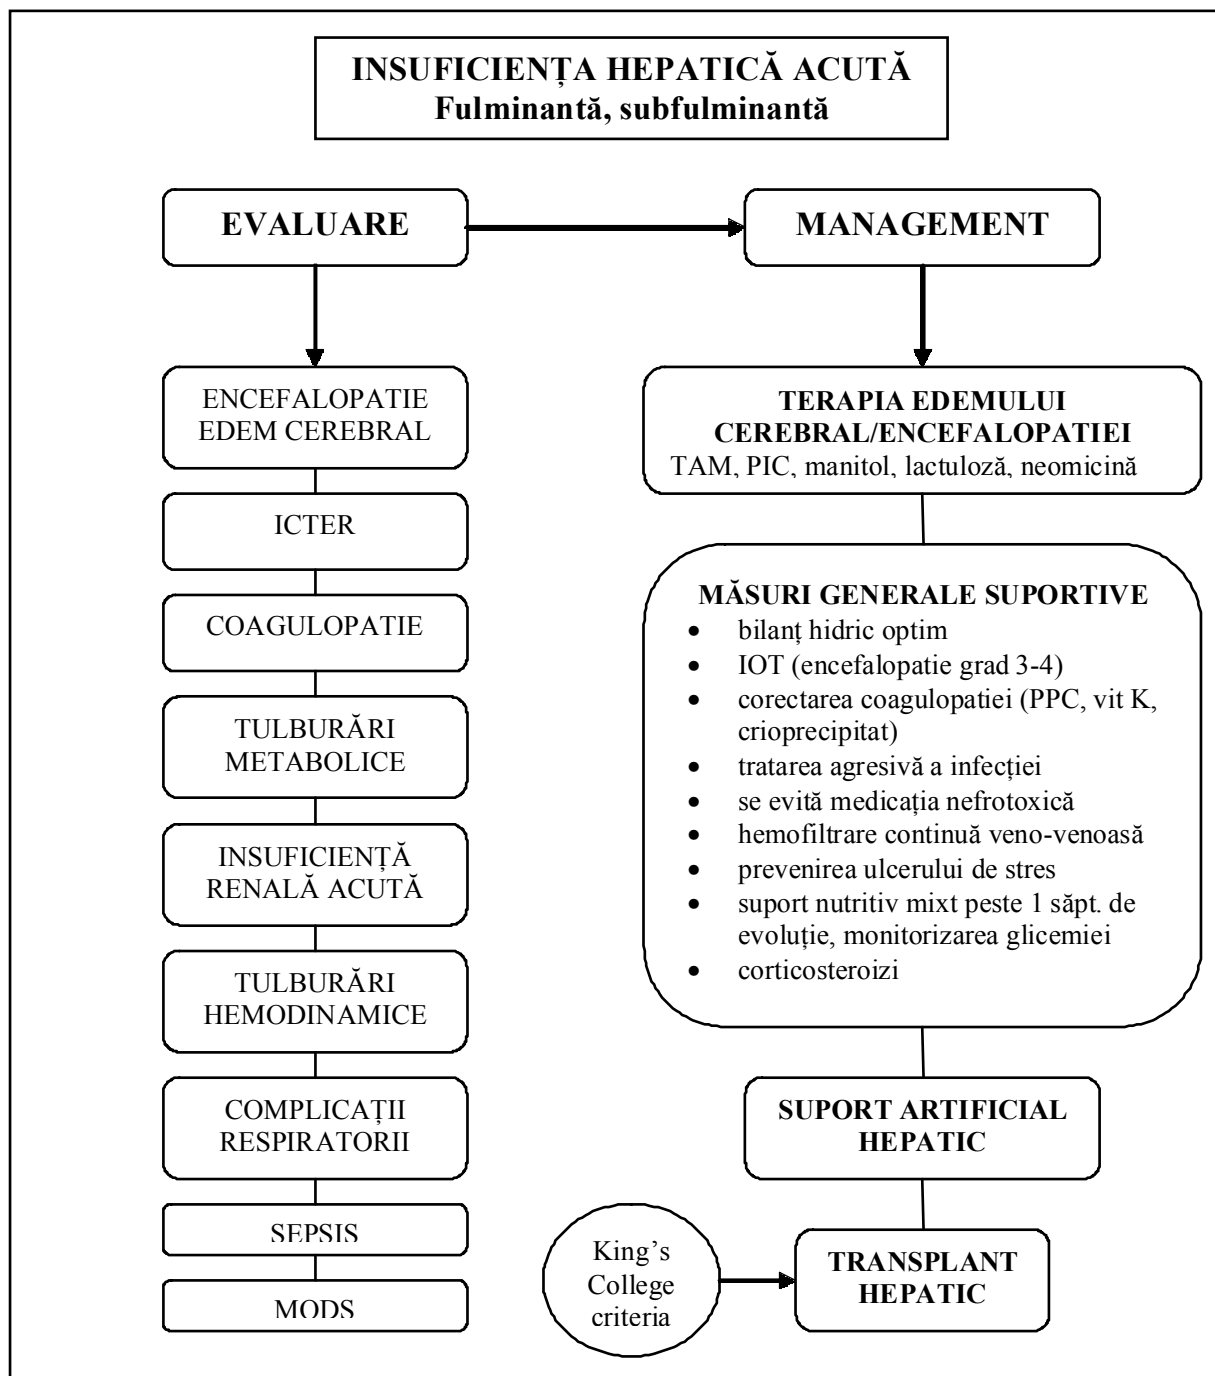 INSUFICIENȚA HEPATICĂ ACUTĂ
Fulminantă, subfulminantă
EVALUARE
MANAGEMENT
ENCEFALOPATIE
EDEM CEREBRAL
ICTER
COAGULOPATIE
TULBURĂRI
METABOLICE
INSUFICIENȚĂ
RENALĂ ACUTĂ
TULBURĂRI
HEMODINAMICE
COMPLICAȚII
RESPIRATORII
SEPSIS
MODS
TERAPIA EDEMULUI
CEREBRAL/ENCEFALOPATIEI
TAM, PIC, manitol, lactuloză, neomicină
MĂSURI GENERALE SUPORTIVE
• bilanț hidric optim
• IOT (encefalopatie grad 3-4)
• corectarea coagulopatiei (PPC, vit K,
crioprecipitat)
• tratarea agresivă a infecției
• se evită medicația nefrotoxică
• hemofiltrare continuă veno-venoasă
• prevenirea ulcerului de stres
• suport nutritiv mixt peste 1 săpt. de
evoluție, monitorizarea glicemiei
• corticosteroizi
SUPORT ARTIFICIAL
HEPATIC
King's
College
criteria
TRANSPLANT
HEPATIC